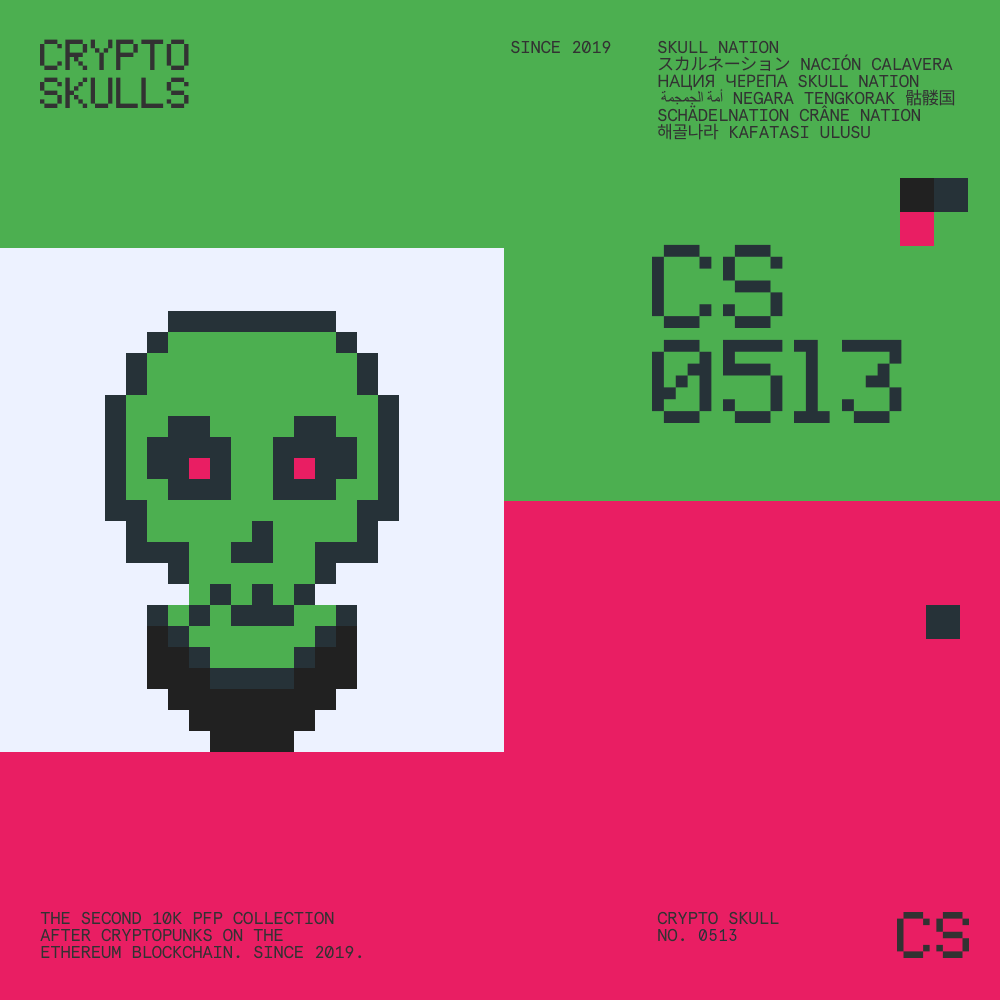 CRYPTO
SKULLS
SINCE 2019
SKULL NATION
スカルネーション NACIÓN CALAVERA
НАЦИЯ ЧЕРЕПА SKULL NATION
أمة الجمجمة NEGARA TENGKORAK 骷髅国
SCHÄDELNATION CRÂNE NATION
해골나라 KAFATASI ULUSU
CS
0513
THE SECOND 10K PFP COLLECTION
AFTER CRYPTOPUNKS ON THE
ETHEREUM BLOCKCHAIN. SINCE 2019.
CRYPTO SKULL
NO. 0513
CS